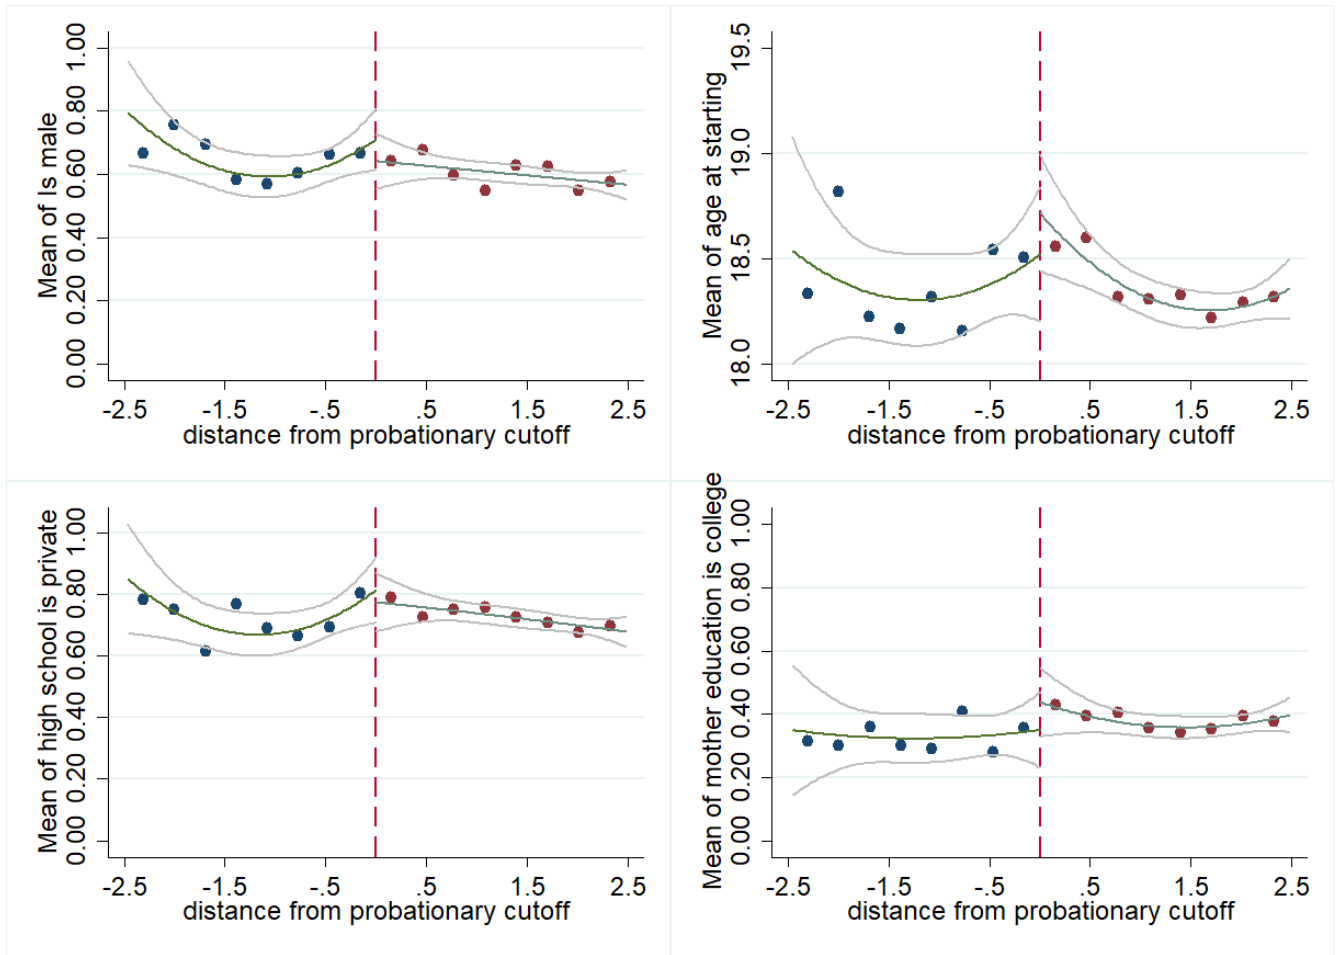 Mean of Is male
1.00
0.80
0.60
0.40
0.20
0.00
-2.5 -1.5 -.5 .5 1.5 2.5
distance from probationary cutoff
Mean of age at starting
19.5
19.0
18.5
18.0
-2.5 -1.5 -.5 .5 1.5 2.5
distance from probationary cutoff
Mean of high school is private
1.00
0.80
0.60
0.40
0.20
0.00
-2.5 -1.5 -.5 .5 1.5 2.5
distance from probationary cutoff
Mean of mother education is college
1.00
0.80
0.60
0.40
0.20
0.00
-2.5 -1.5 -.5 .5 1.5 2.5
distance from probationary cutoff